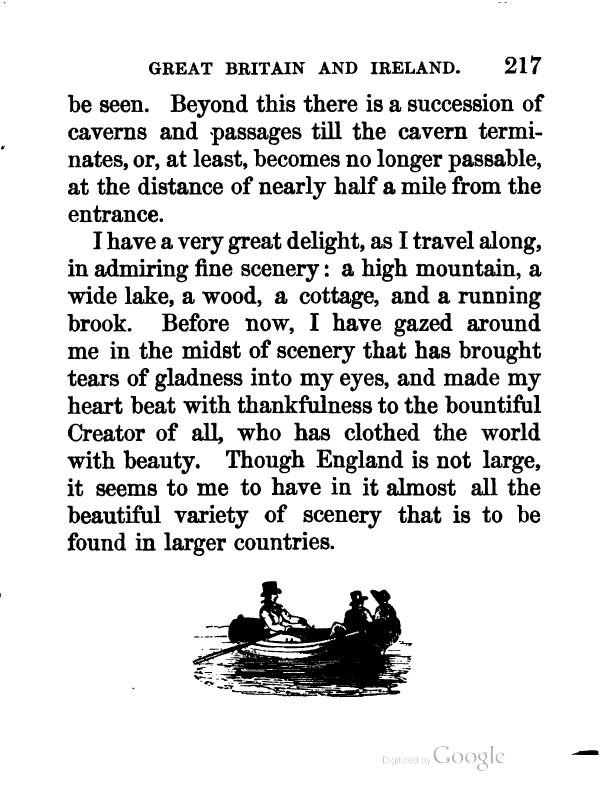 GREAT BRITAIN AND IRELAND. 217
be seen. Beyond this there is a succession of
caverns and passages till the cavern termi-
nates, or, at least, becomes no longer passable,
at the distance of nearly half a mile from the
entrance.
I have a very great delight, as I travel along,
in admiring fine scenery: a high mountain, a
wide lake, a wood, a cottage, and a running
brook. Before now, I have gazed around
me in the midst of scenery that has brought
tears of gladness into my eyes, and made my
heart beat with thankfulness to the bountiful
Creator of all, who has clothed the world
with beauty. Though England is not large,
it seems to me to have in it almost all the
beautiful variety of scenery that is to be
found in larger countries.
Digitized by Google